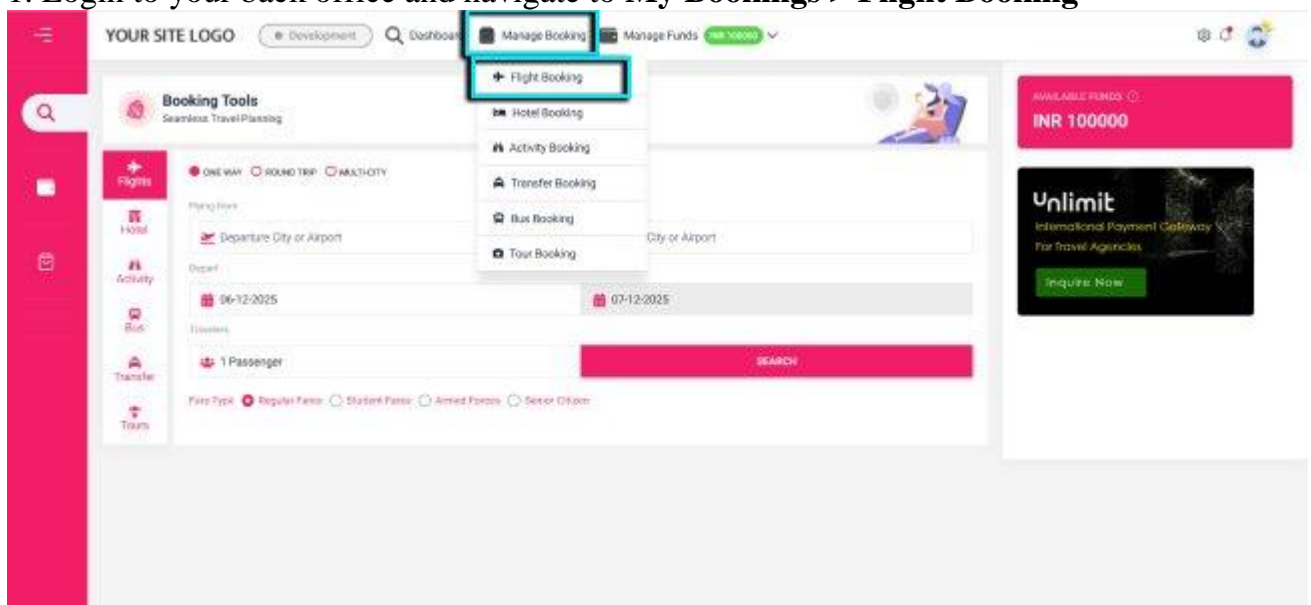 1. Login to your back office and navigate to My Bookings > Flight Booking
YOUR SITE LOGO Development Dashboard Manage Booking Manage Funds INR 100000
Flight Booking
Hotel Booking
Activity Booking
Transfer Booking
Bus Booking
Tour Booking
Booking Tools
Seamless Travel Planning
AVAILABLE FUNDS
INR 100000
Flights
Hotel
Activity
Bus
Transfer
Tours
ONE WAY ROUND TRIP MULTI-CITY
Flying from
Departure City or Airport City or Airport
Depart
06-12-2025 07-12-2025
Travelers
1 Passenger SEARCH
Fare Type Regular Fares Student Fares Armed Forces Senior Citizen
Unlimit
International Payment Gateway
For Travel Agencies
Inquire Now